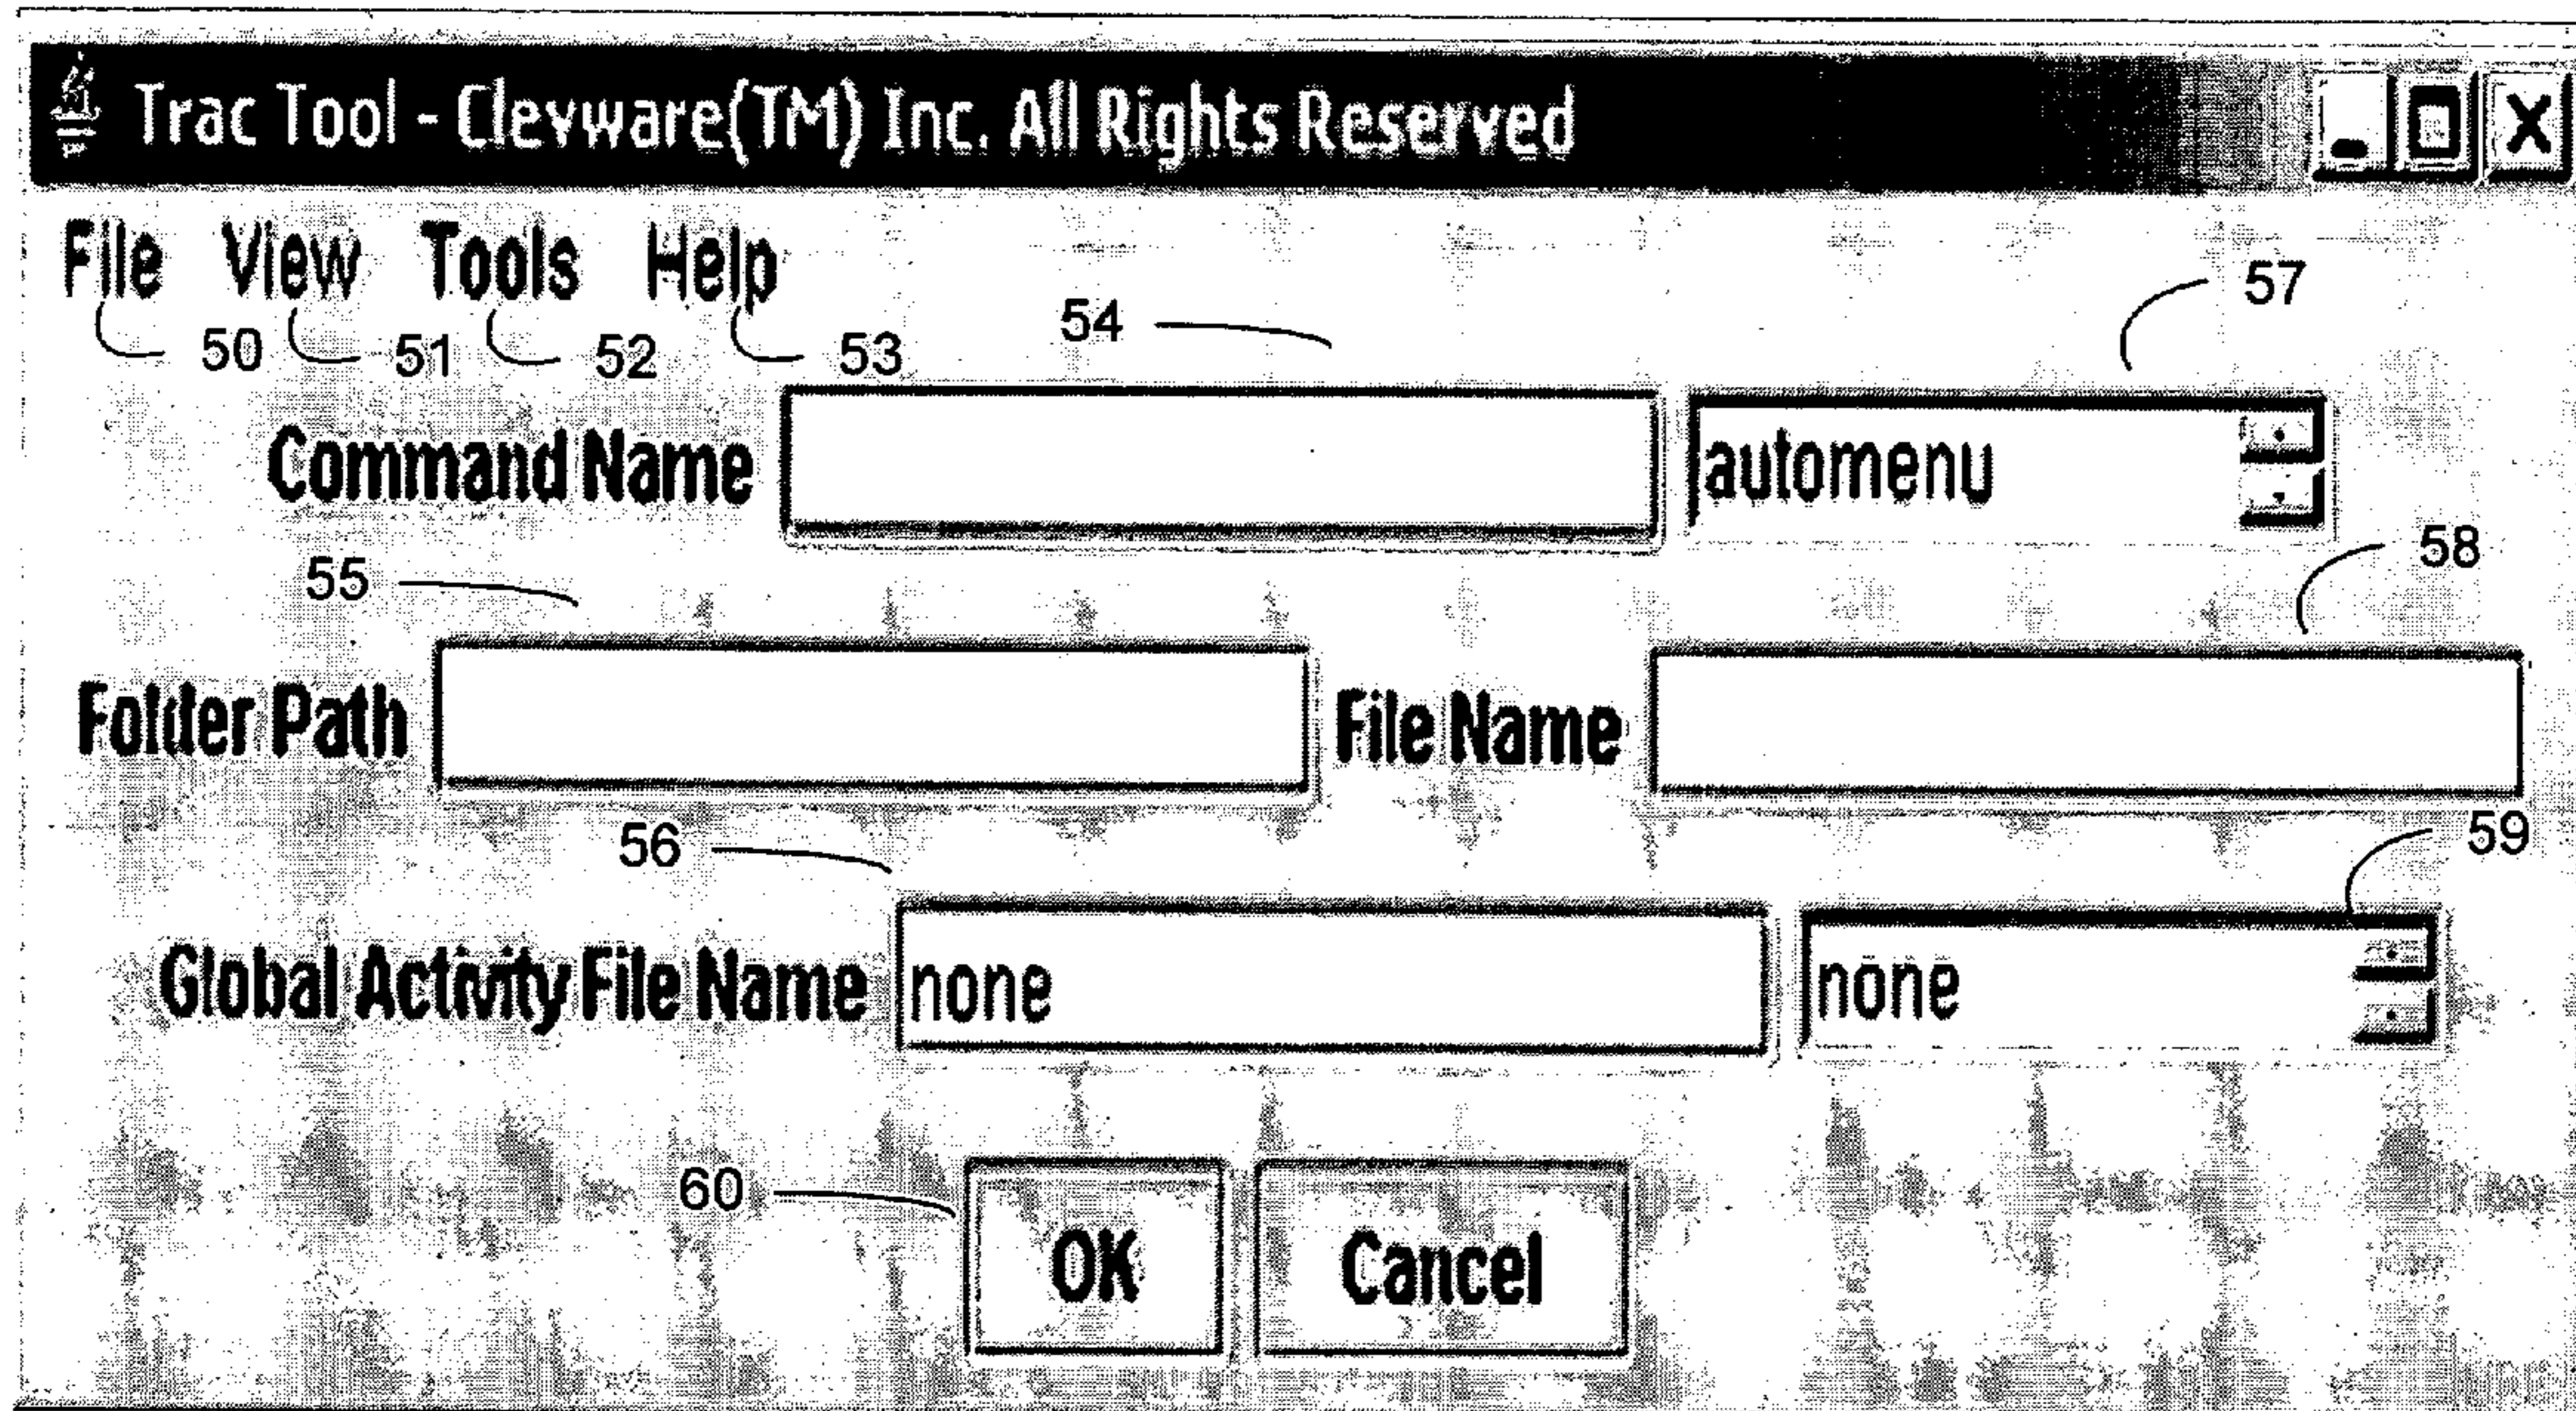 Trac Tool - Clevware(TM) Inc. All Rights Reserved
File View Tools Help
50 51 52 53 54 57
Command Name automenu
55 58
Folder Path File Name
56 59
Global Activity File Name none none
60
OK Cancel